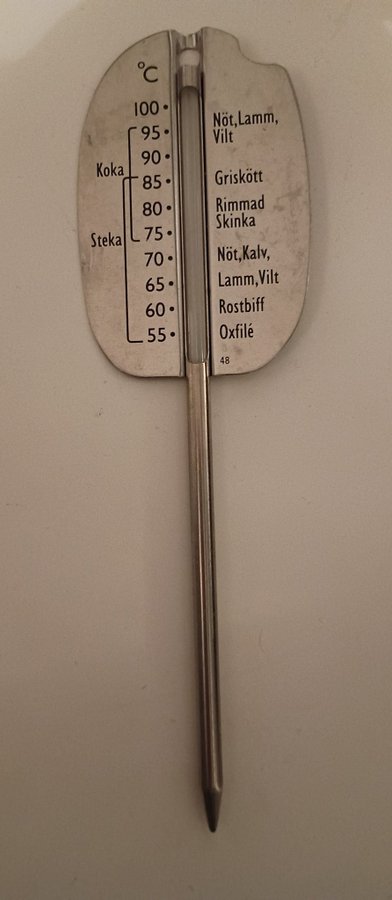 °C
100
95
90
85
80
75
70
65
60
55
Koka
Steka
Nöt,Lamm,
Vilt
Griskött
Rimmad
Skinka
Nöt,Kalv,
Lamm,Vilt
Rostbiff
Oxfilé
48